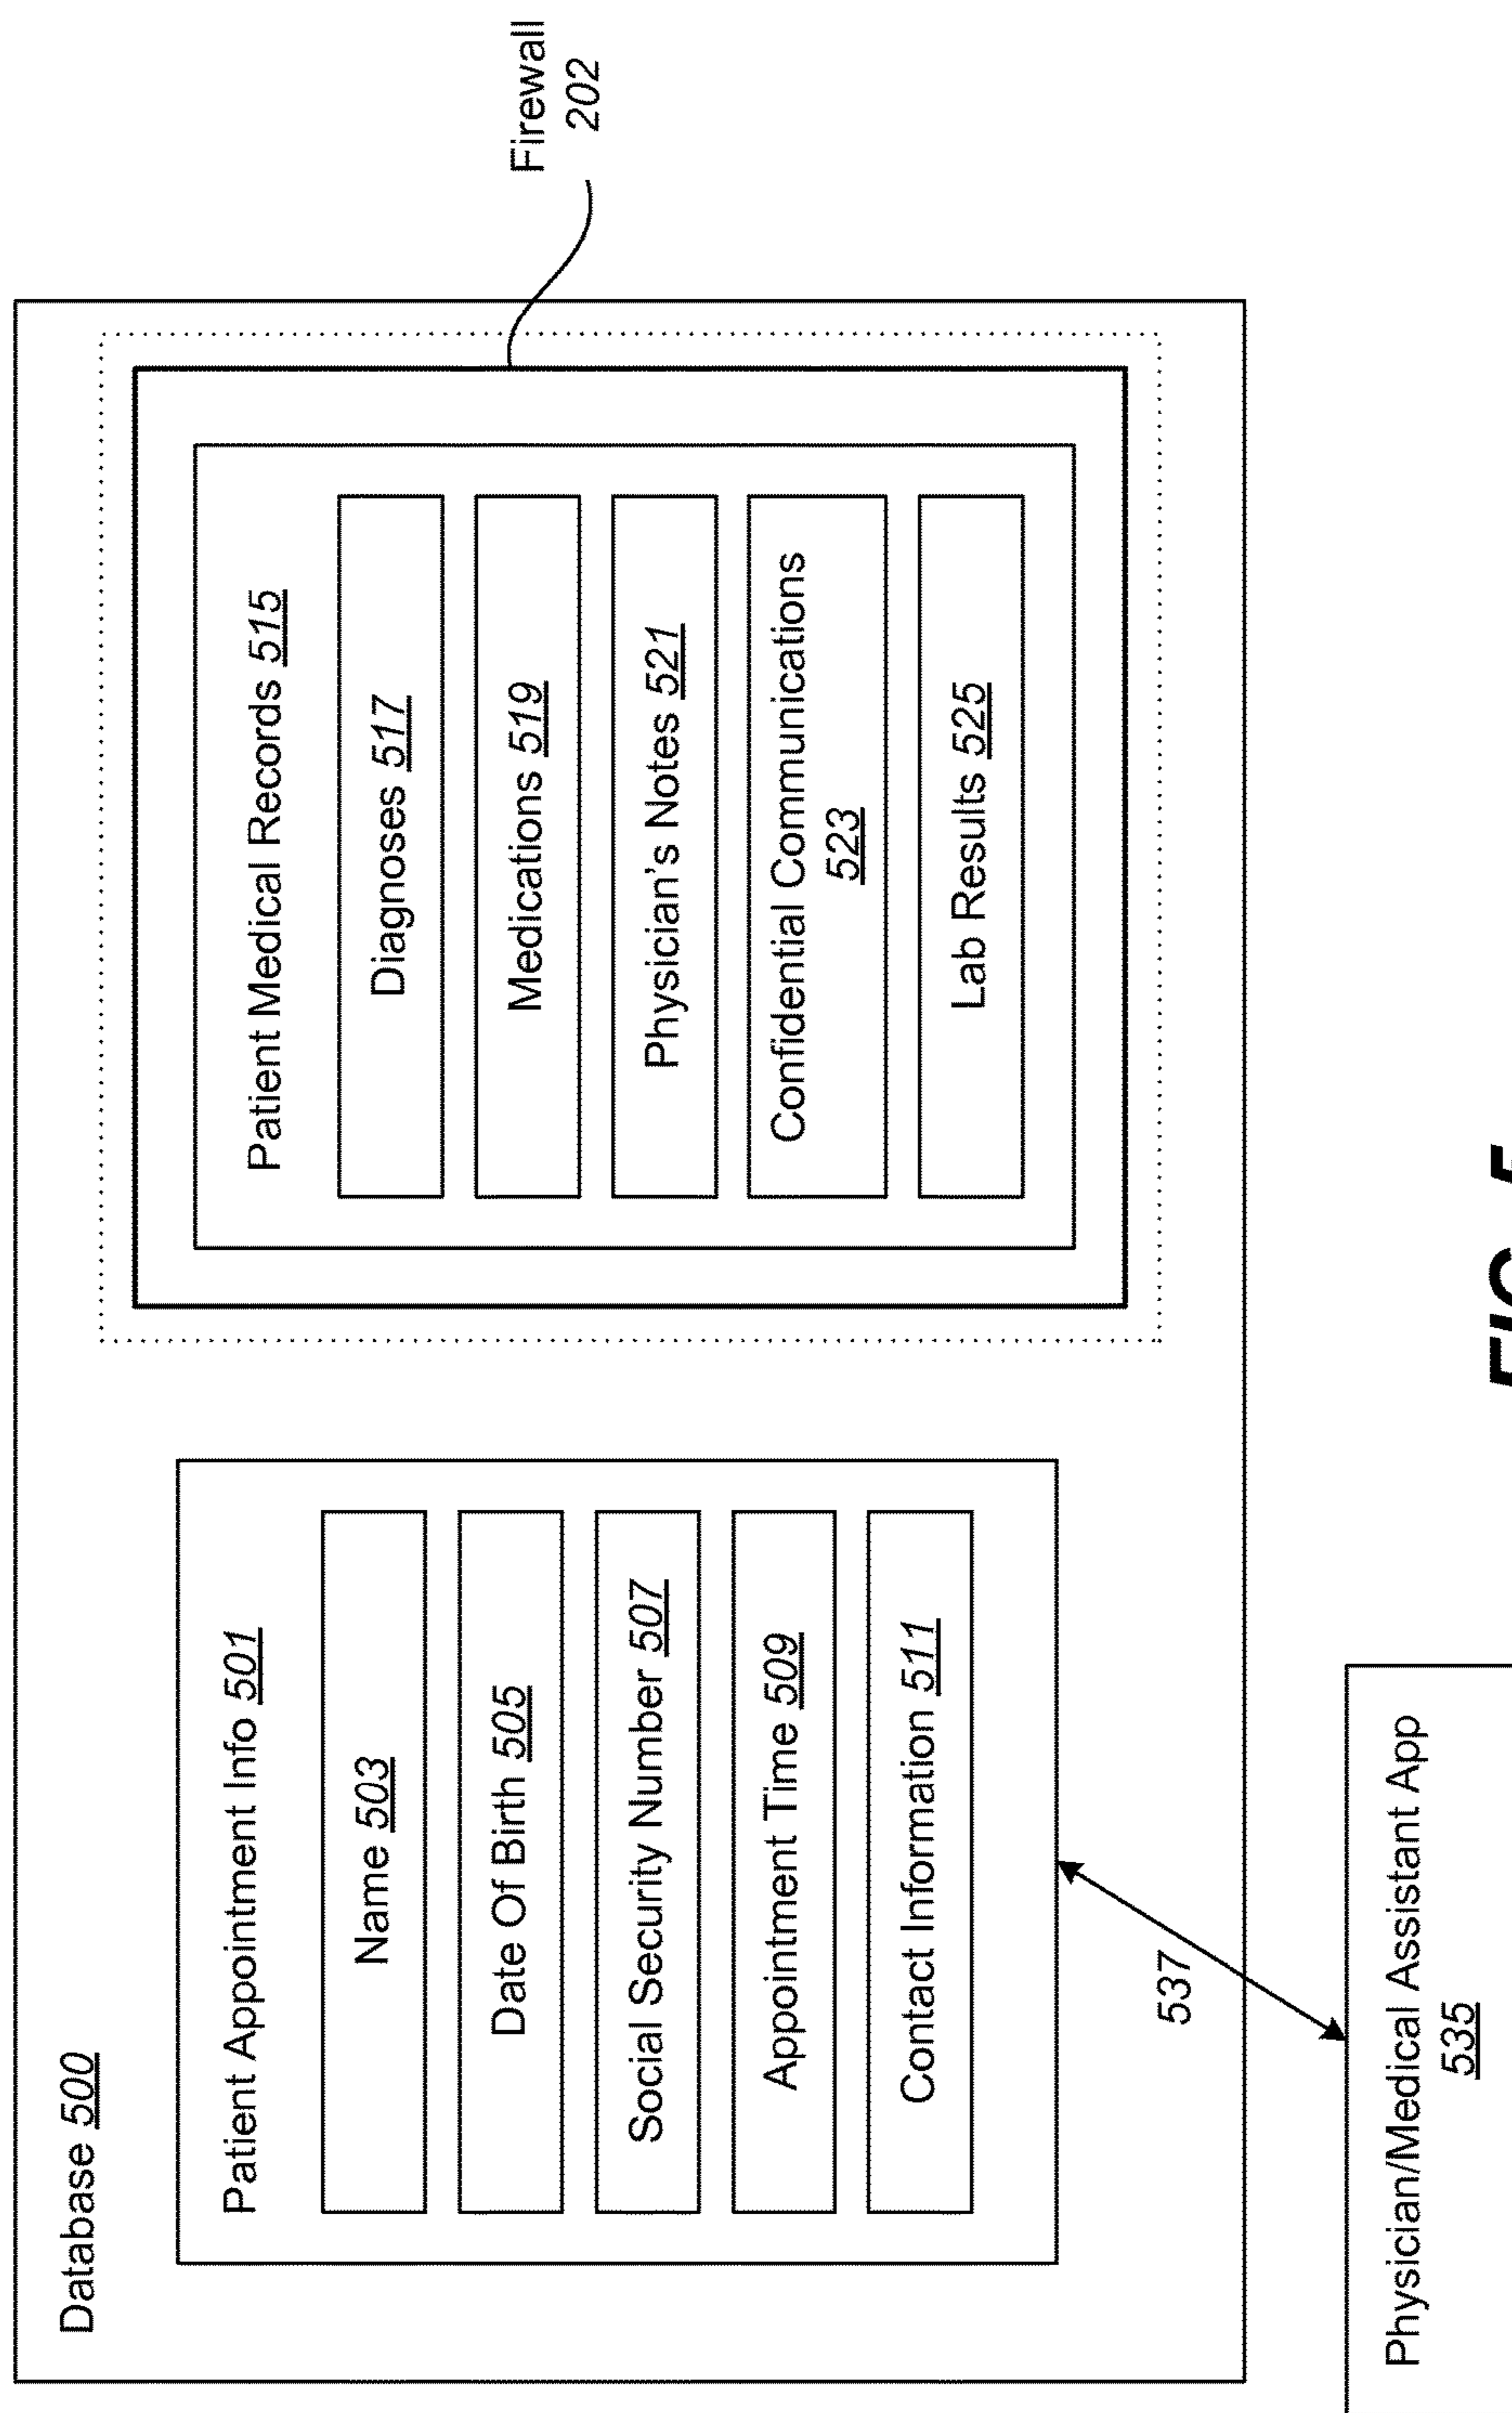 Database 500
Patient Appointment Info 501
Name 503
Date Of Birth 505
Social Security Number 507
Appointment Time 509
Contact Information 511
Patient Medical Records 515
Diagnoses 517
Medications 519
Physician's Notes 521
Confidential Communications
523
Lab Results 525
Firewall
202
537
Physician/Medical Assistant App
535